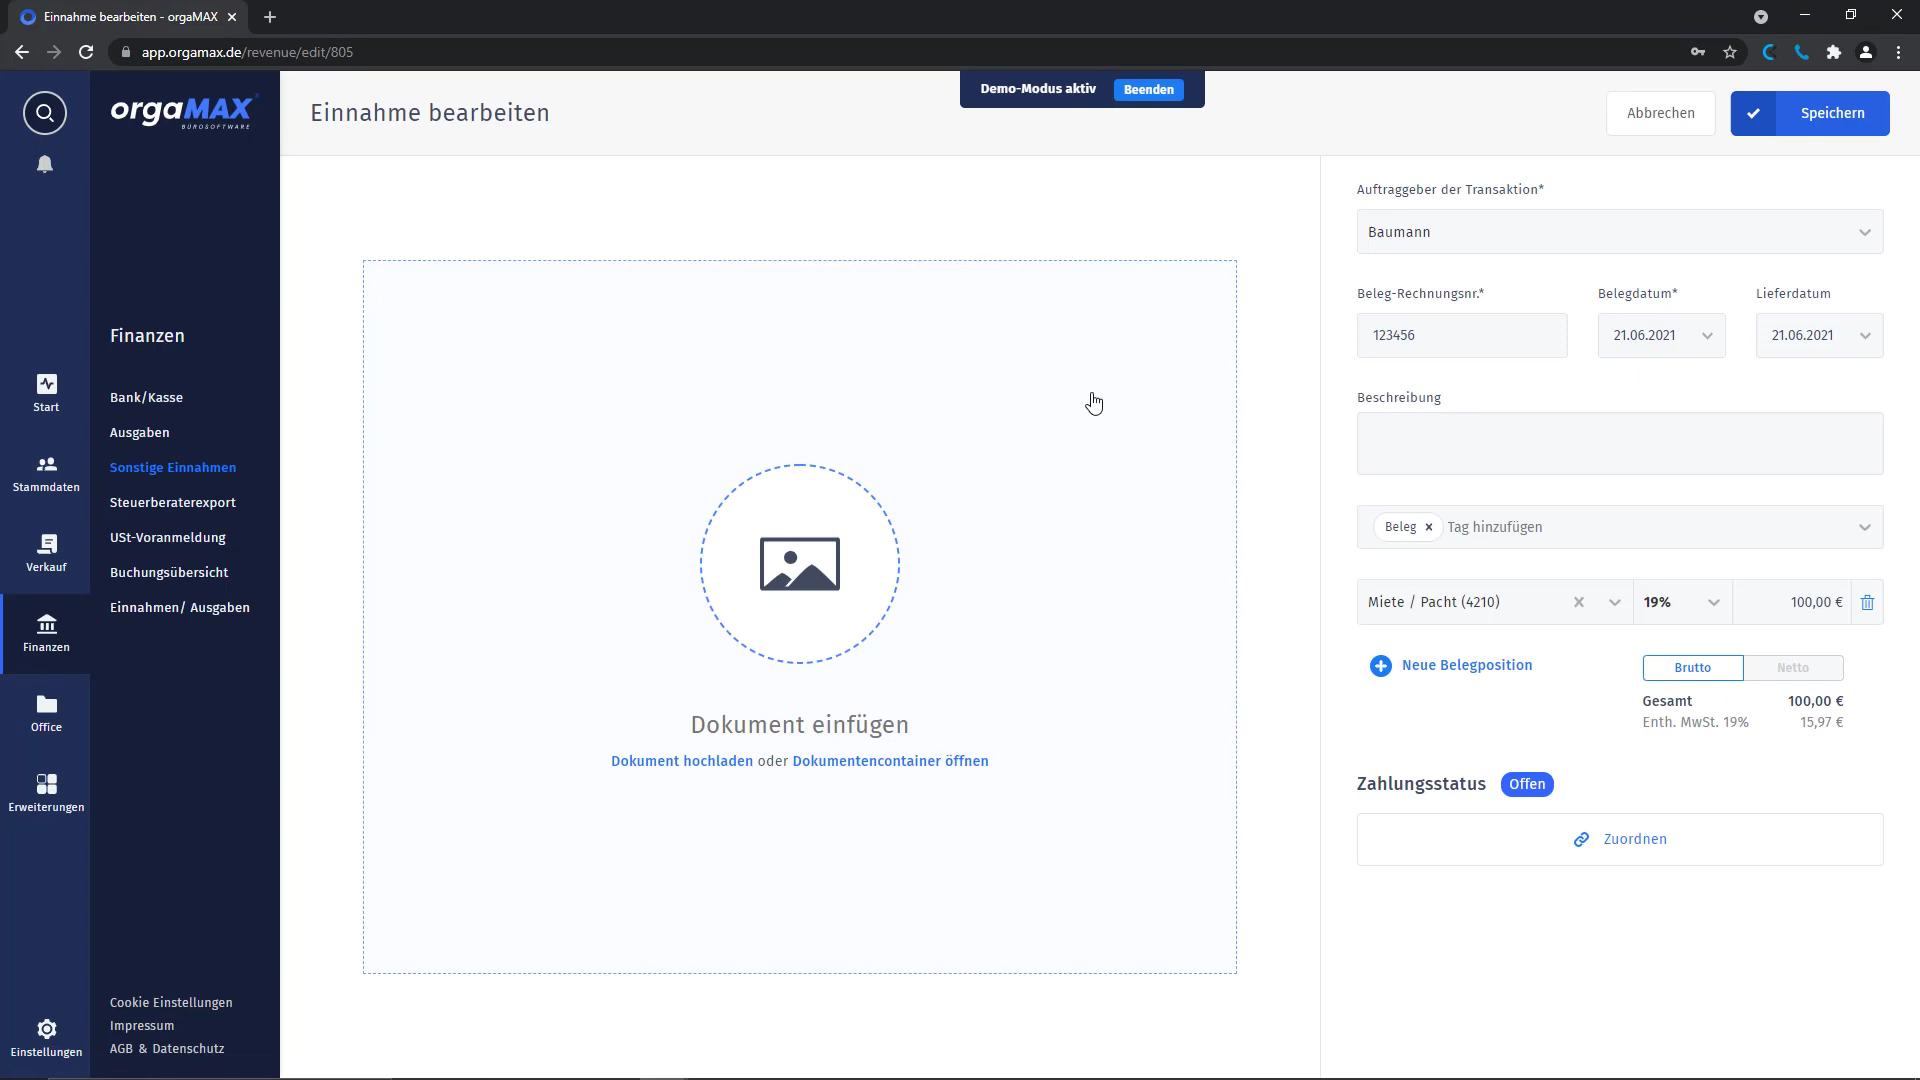 Einnahme bearbeiten - orgaMAX
app.orgamax.de/revenue/edit/805
orgaMAX
BÜROSOFTWARE
Einnahme bearbeiten
Demo-Modus aktiv
Beenden
Abbrechen
Speichern
Start
Stammdaten
Verkauf
Finanzen
Office
Erweiterungen
Einstellungen
Finanzen
Bank/Kasse
Ausgaben
Sonstige Einnahmen
Steuerberaterexport
USt-Voranmeldung
Buchungsübersicht
Einnahmen/ Ausgaben
Cookie Einstellungen
Impressum
AGB & Datenschutz
Dokument einfügen
Dokument hochladen oder Dokumentencontainer öffnen
Auftraggeber der Transaktion*
Baumann
Beleg-Rechnungsnr.* Belegdatum* Lieferdatum
123456 21.06.2021 21.06.2021
Beschreibung
Beleg Tag hinzufügen
Miete / Pacht (4210) 19% 100,00 €
Neue Belegposition
Brutto Netto
Gesamt 100,00 €
Enth. MwSt. 19% 15,97 €
Zahlungsstatus Offen
Zuordnen